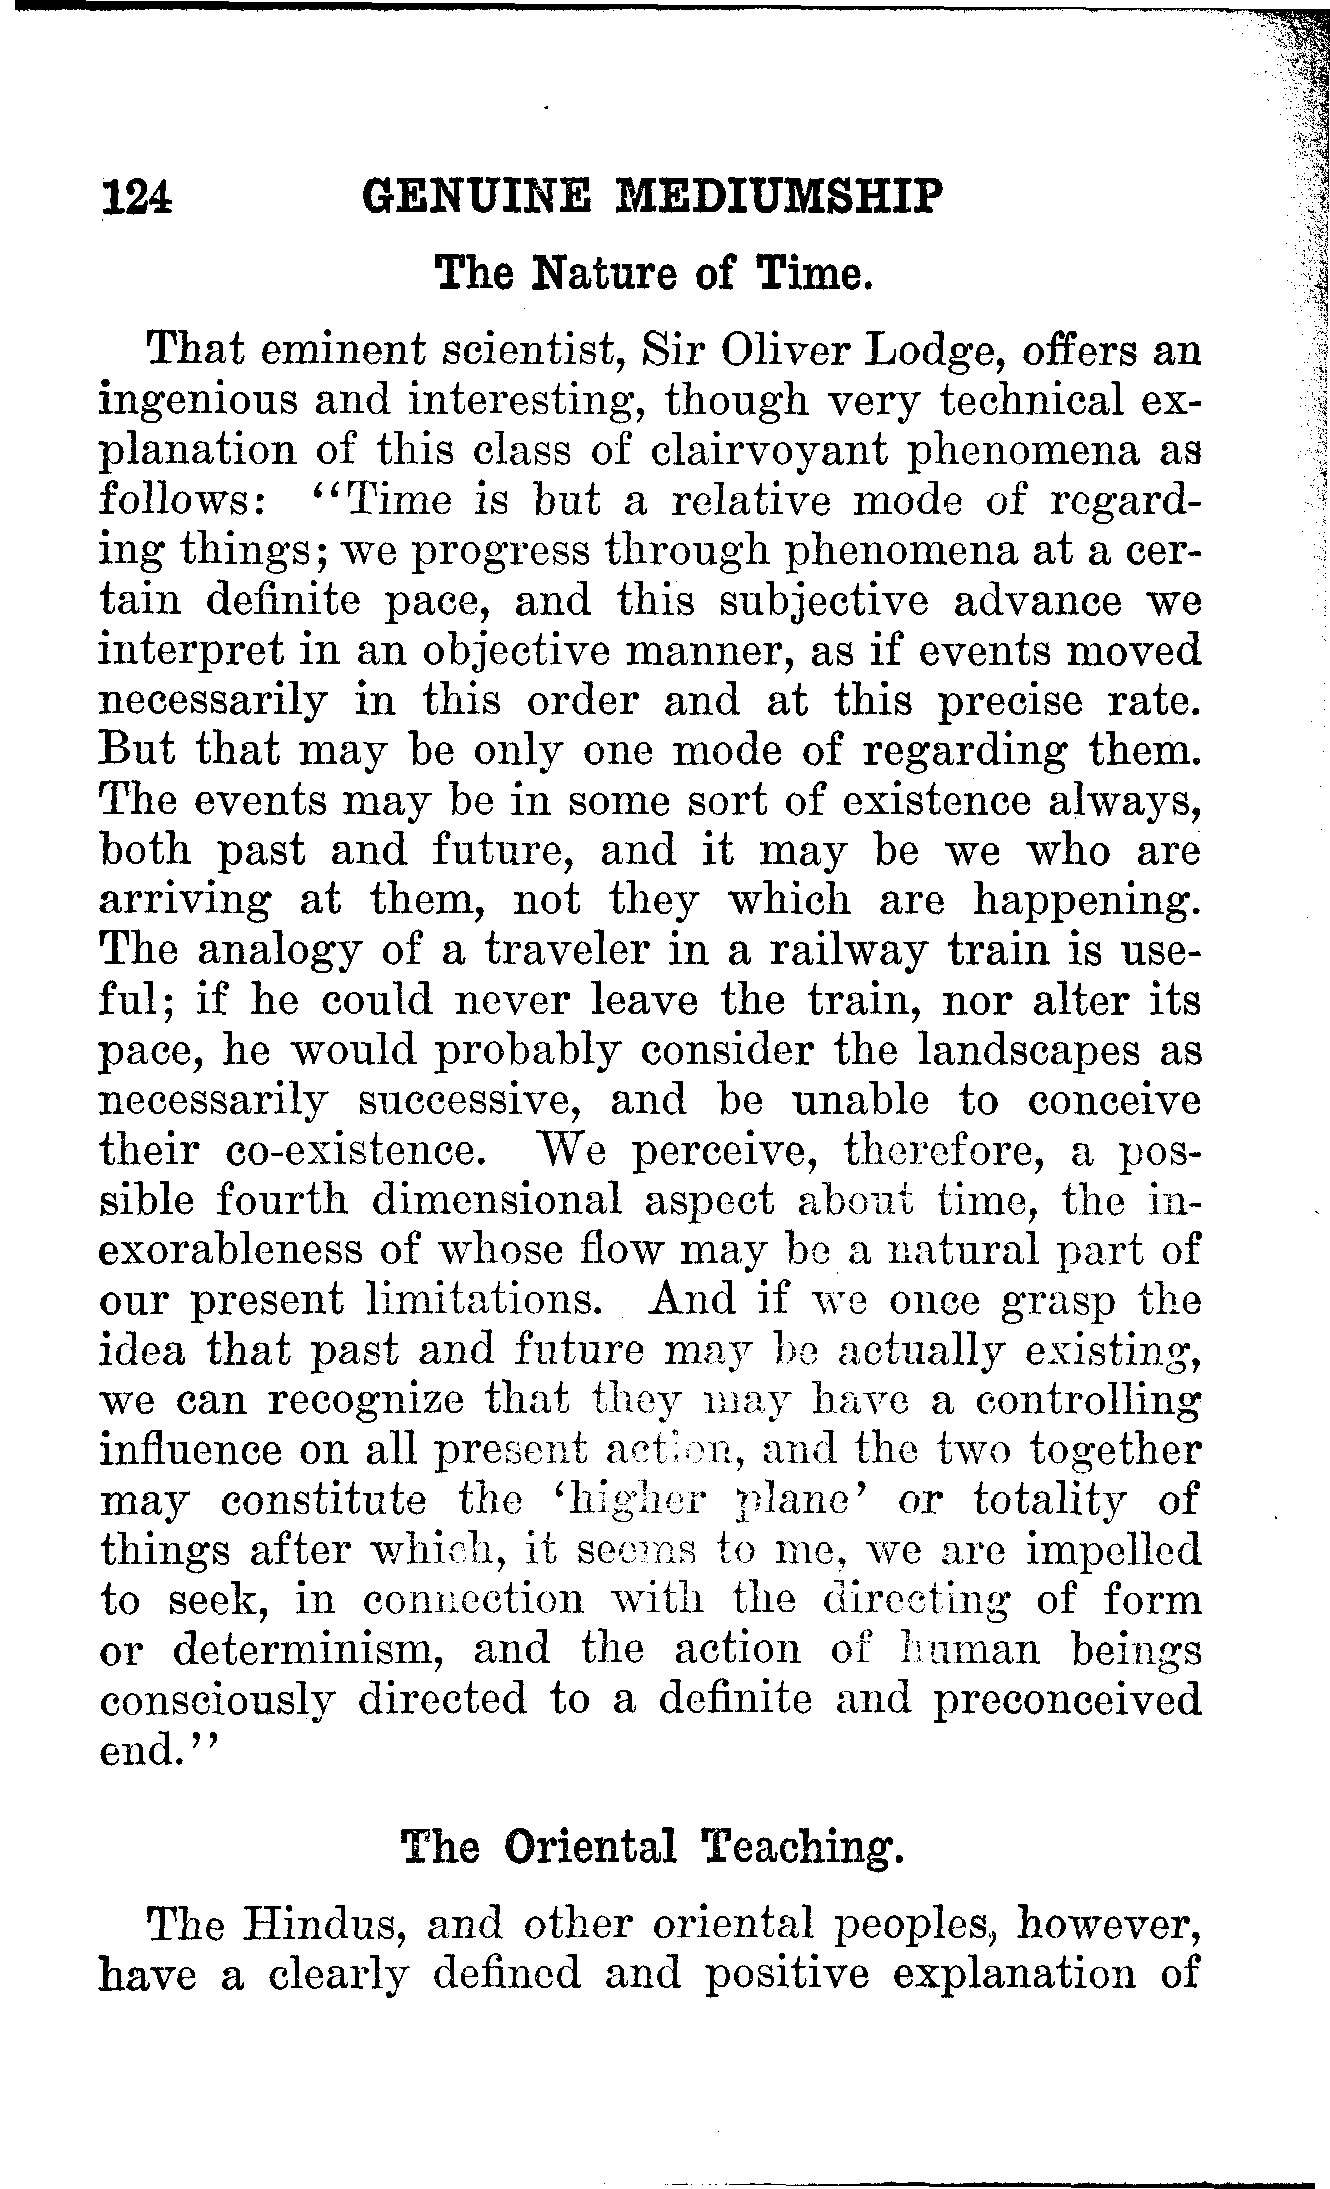 124 GENUINE MEDIUMSHIP
The Nature of Time.
That eminent scientist, Sir Oliver Lodge, offers an
ingenious and interesting, though very technical ex-
planation of this class of clairvoyant phenomena as
follows: "Time is but a relative mode of regard-
ing things; we progress through phenomena at a cer-
tain definite pace, and this subjective advance we
interpret in an objective manner, as if events moved
necessarily in this order and at this precise rate.
But that may be only one mode of regarding them.
The events may be in some sort of existence always,
both past and future, and it may be we who are
arriving at them, not they which are happening.
The analogy of a traveler in a railway train is use-
ful; if he could never leave the train, nor alter its
pace, he would probably consider the landscapes as
necessarily successive, and be unable to conceive
their co-existence. We perceive, therefore, a pos-
sible fourth dimensional aspect about time, the in-
exorableness of whose flow may be a natural part of
our present limitations. And if we once grasp the
idea that past and future may be actually existing,
we can recognize that they may have a controlling
influence on all present action, and the two together
may constitute the 'higher plane' or totality of
things after which, it seems to me, we are impelled
to seek, in connection with the directing of form
or determinism, and the action of human beings
consciously directed to a definite and preconceived
end."
The Oriental Teaching.
The Hindus, and other oriental peoples, however,
have a clearly defined and positive explanation of